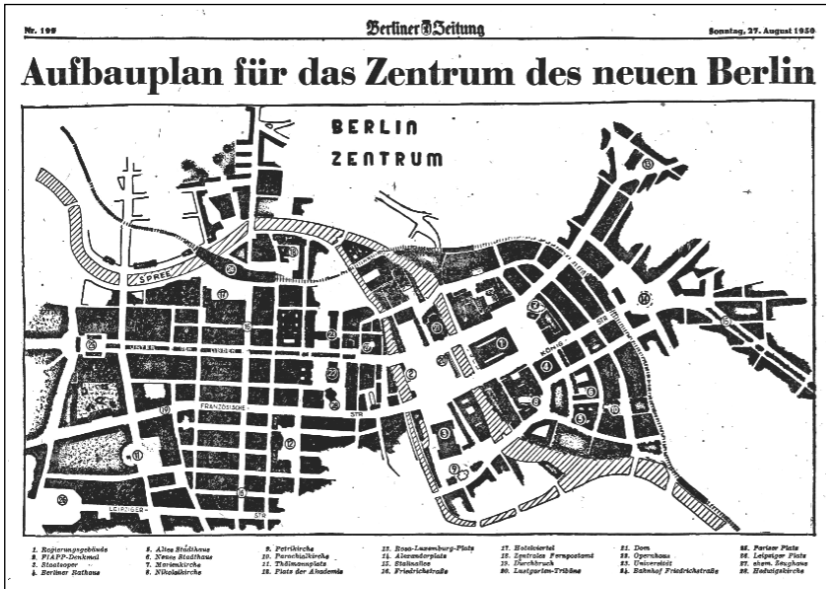 Nr. 199
Berliner Zeitung
Sonntag, 27. August 1950
Aufbauplan für das Zentrum des neuen Berlin
BERLIN
ZENTRUM
SPREE
UNTER DEN LINDEN
KÖNIG-STR
FRANZÖSISCHE-STR
LEIPZIGER-STR
1. Regierungsgebäude
2. FIAPP-Denkmal
3. Staatsoper
4. Berliner Rathaus
5. Altes Stadthaus
6. Neues Stadthaus
7. Marienkirche
8. Nikolaikirche
9. Petrikirche
10. Parochialkirche
11. Thälmannplatz
12. Platz der Akademie
13. Rosa-Luxemburg-Platz
14. Alexanderplatz
15. Stalinallee
16. Friedrichstraße
17. Hotelviertel
18. Zentrales Fernpostamt
19. Durchbruch
20. Lustgarten-Tribüne
21. Dom
22. Opernhaus
23. Universität
24. Bahnhof Friedrichstraße
25. Pariser Platz
26. Leipziger Platz
27. ehem. Zeughaus
28. Hedwigskirche